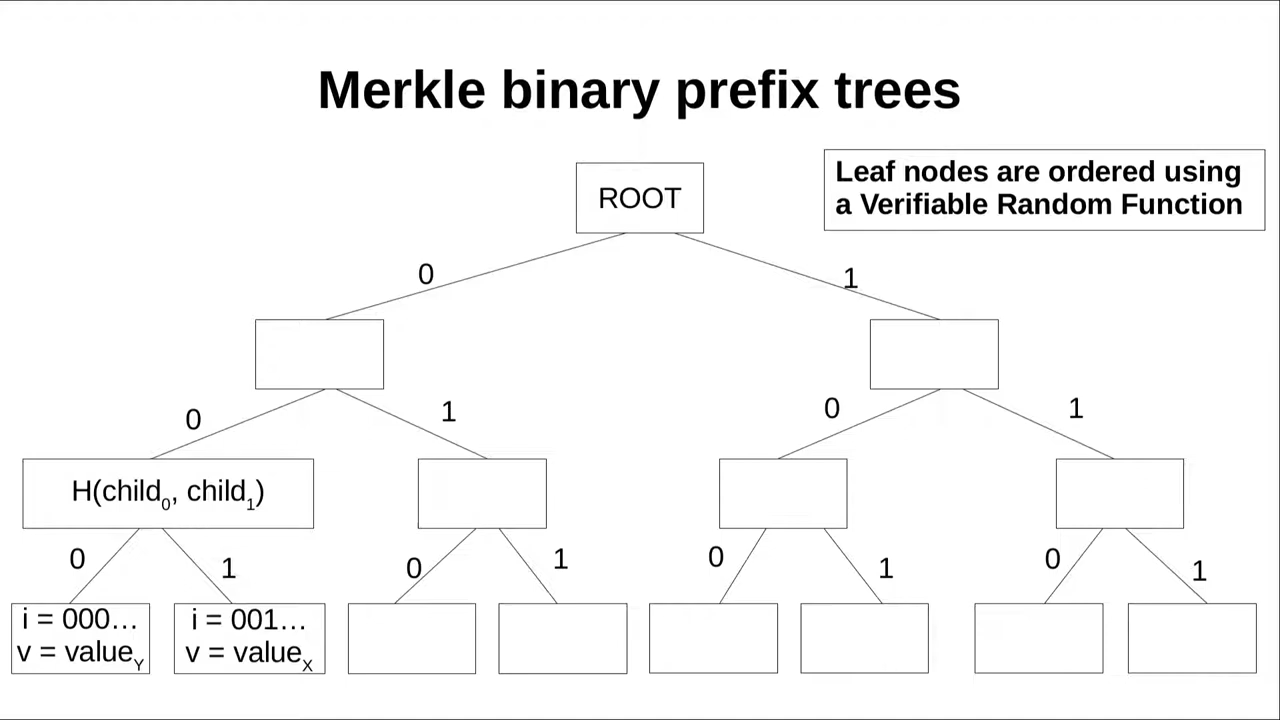 Merkle binary prefix trees
Leaf nodes are ordered using
a Verifiable Random Function
ROOT
0
1
0
1
0
1
H(child₀, child₁)
0
1
0
1
0
1
0
1
i = 000…
v = valueY
i = 001…
v = valueX